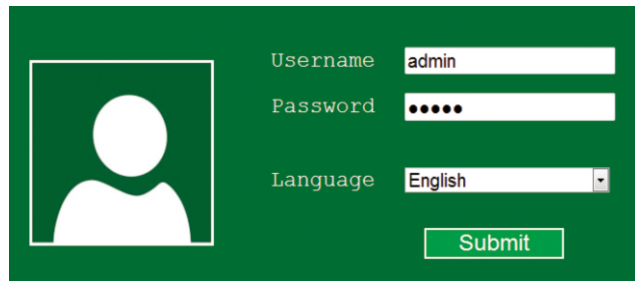 Username admin
Password •••••
Language English
Submit